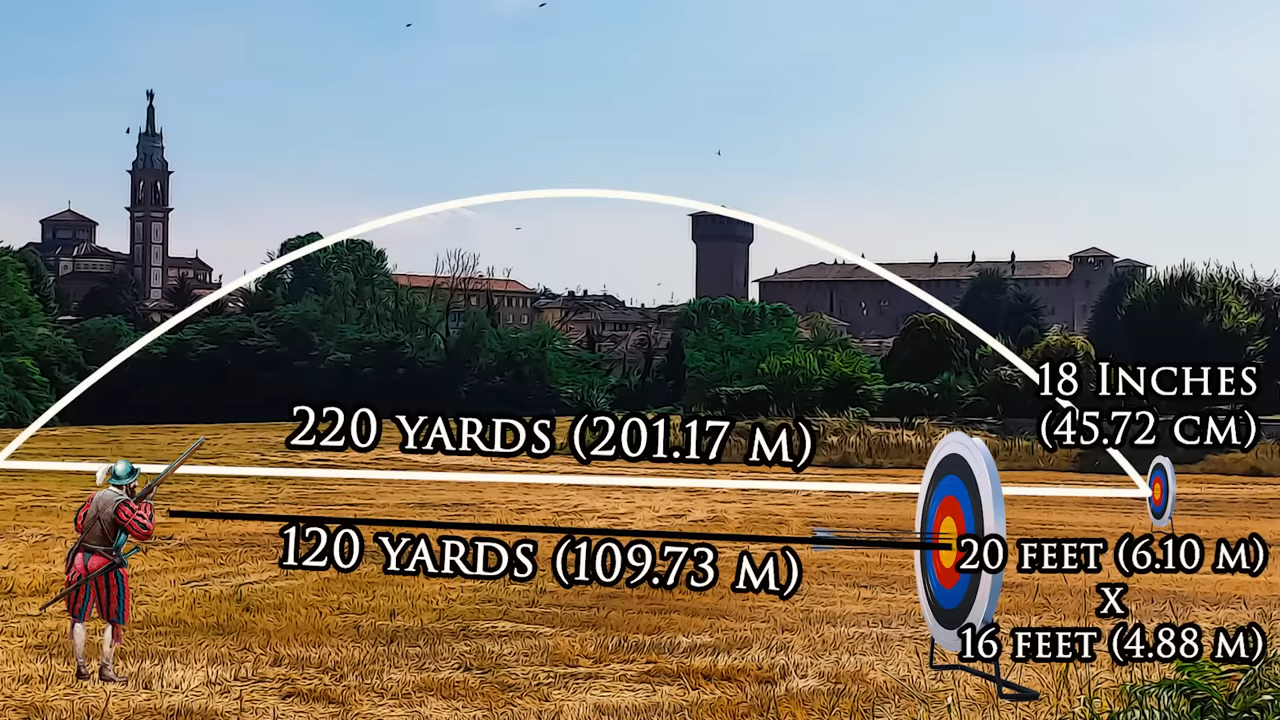 220 YARDS (201.17 M)
18 INCHES
(45.72 CM)
120 YARDS (109.73 M)
20 FEET (6.10 M)
X
16 FEET (4.88 M)